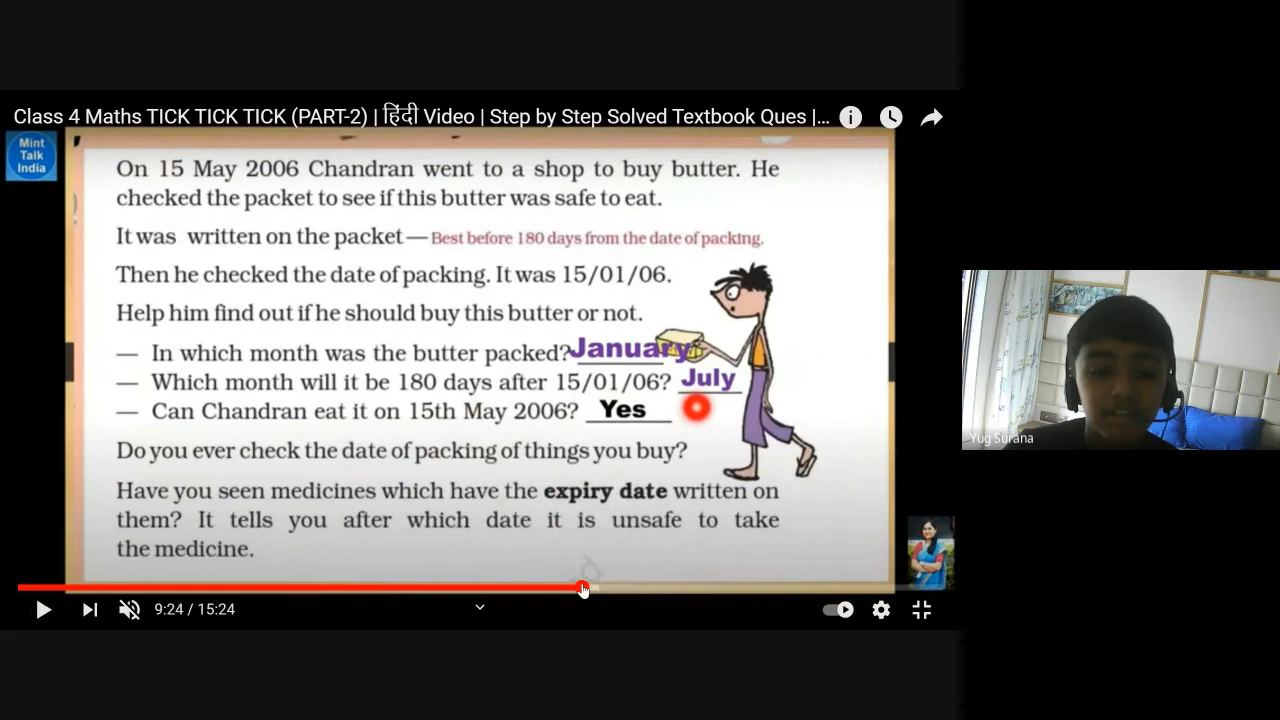 Class 4 Maths TICK TICK TICK (PART-2) | हिंदी Video | Step by Step Solved Textbook Ques |...
Mint
Talk
India
On 15 May 2006 Chandran went to a shop to buy butter. He
checked the packet to see if this butter was safe to eat.
It was written on the packet — Best before 180 days from the date of packing.
Then he checked the date of packing. It was 15/01/06.
Help him find out if he should buy this butter or not.
— In which month was the butter packed? January
— Which month will it be 180 days after 15/01/06? July
— Can Chandran eat it on 15th May 2006? Yes
Do you ever check the date of packing of things you buy?
Have you seen medicines which have the expiry date written on
them? It tells you after which date it is unsafe to take
the medicine.
Yug Surana
9:24 / 15:24